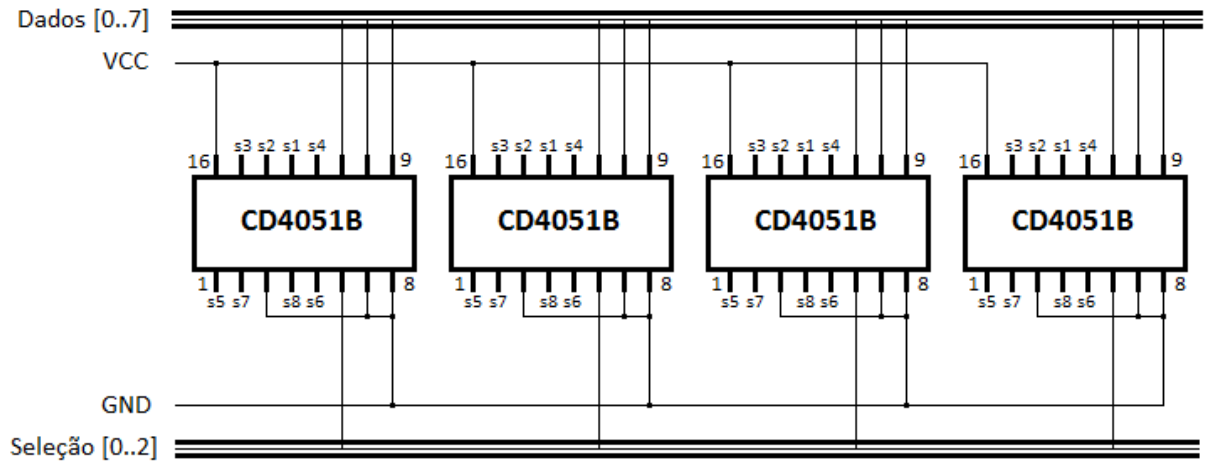 Dados [0..7]
VCC
s3 s2 s1 s4
16 9
CD4051B
1 8
s5 s7 s8 s6
s3 s2 s1 s4
16 9
CD4051B
1 8
s5 s7 s8 s6
s3 s2 s1 s4
16 9
CD4051B
1 8
s5 s7 s8 s6
s3 s2 s1 s4
16 9
CD4051B
1 8
s5 s7 s8 s6
GND
Seleção [0..2]